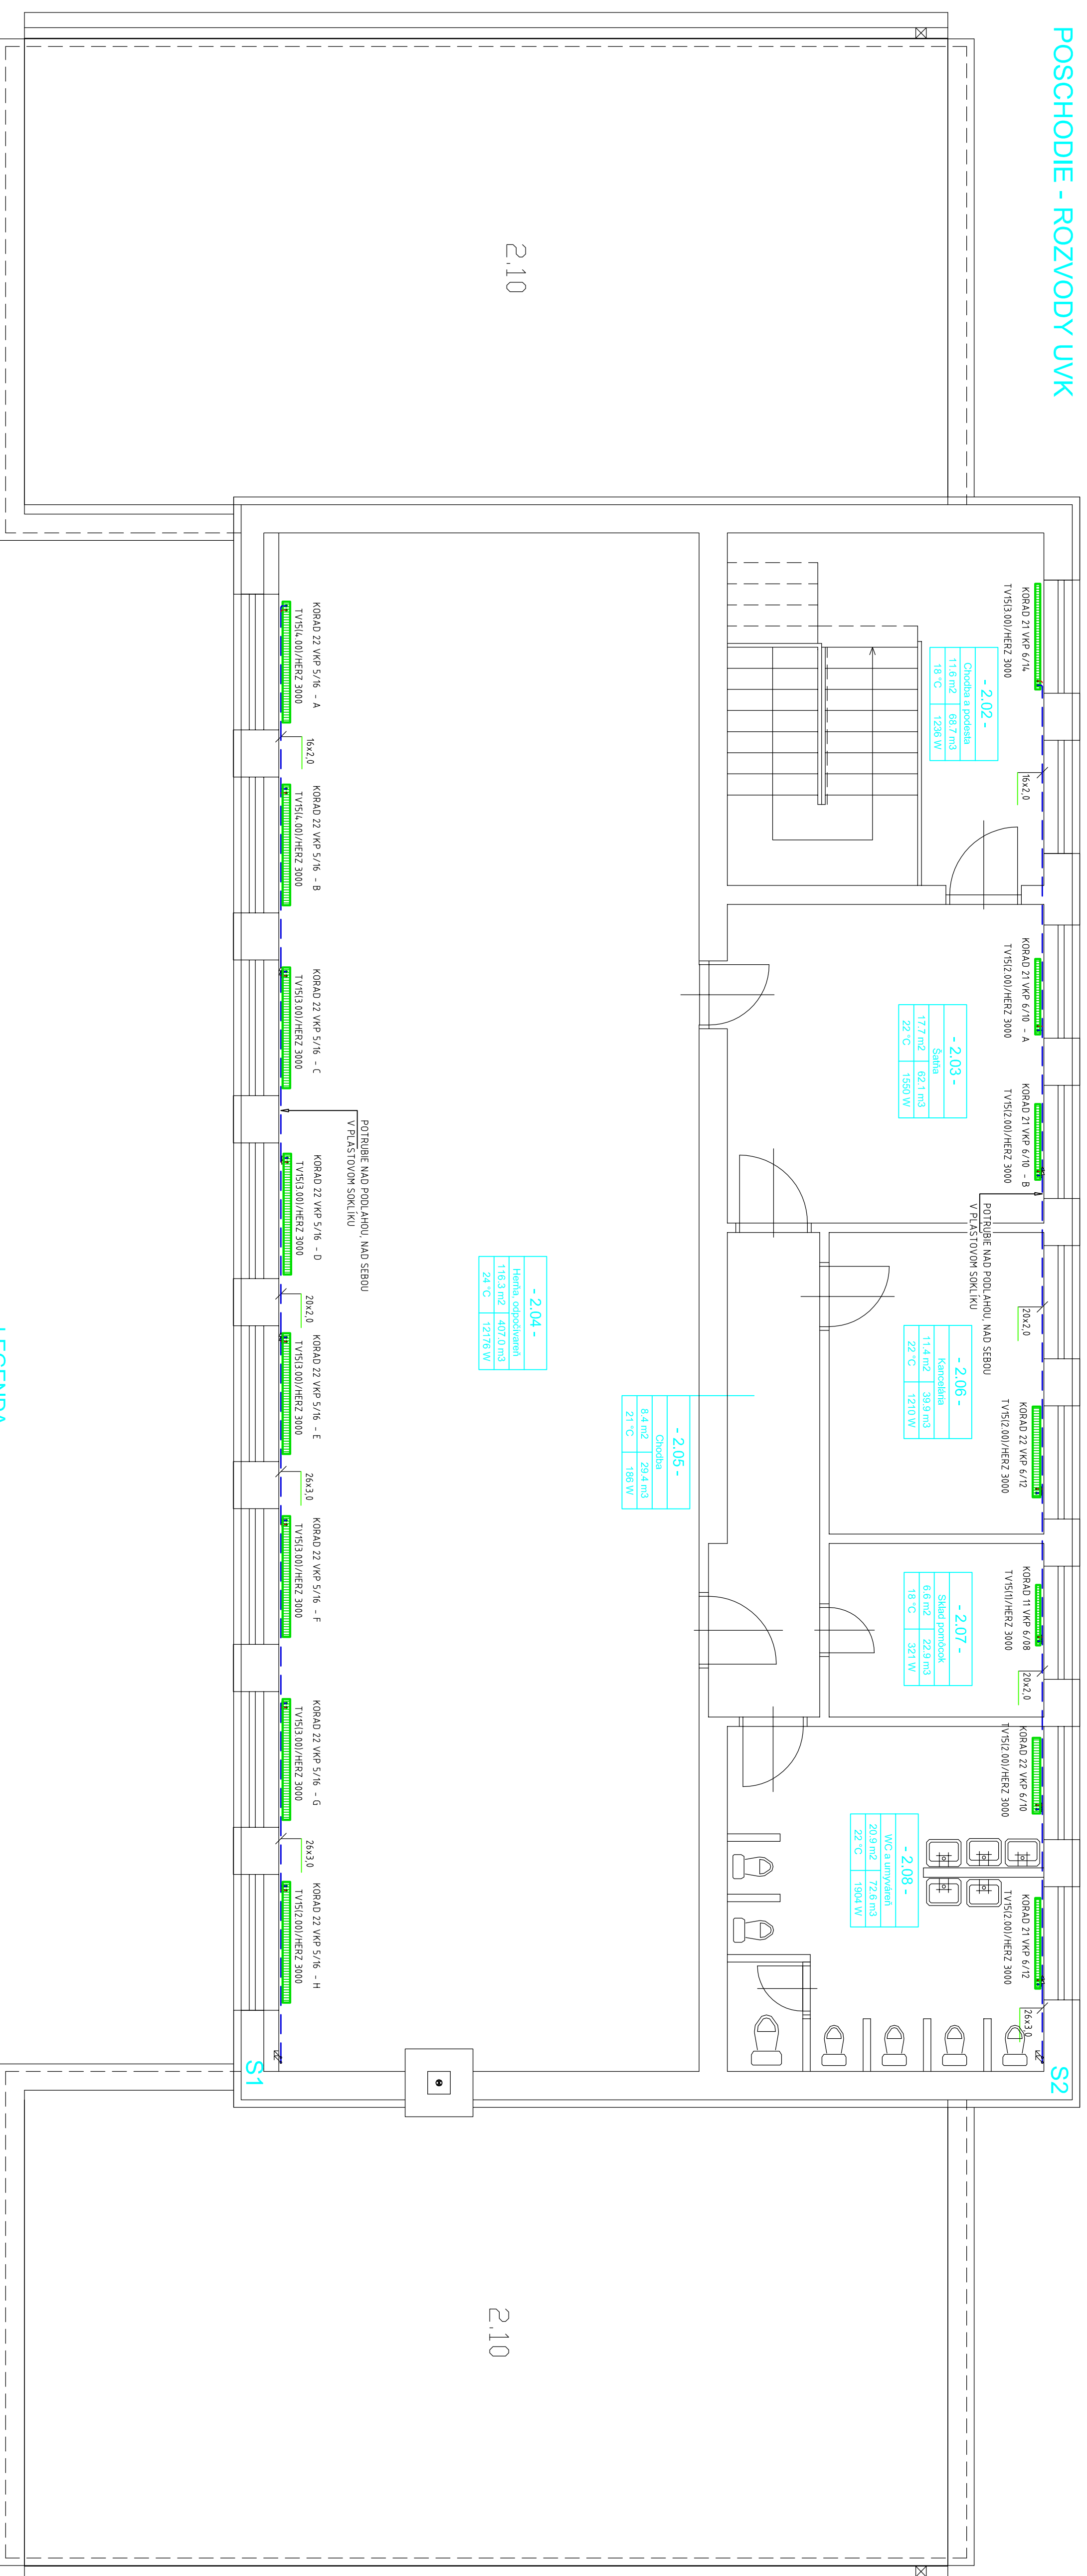 POSCHODIE - ROZVODY UVK
2.10
KORAD 21 VKP 6/14
TV15(3.00)/HERZ 3000
16x2,0
- 2.02 -
Chodba a podesta
11.6 m2 68.7 m3
18 °C 1236 W
KORAD 21 VKP 6/10 - A
TV15(2.00)/HERZ 3000
KORAD 21 VKP 6/10 - B
TV15(2.00)/HERZ 3000
- 2.03 -
Šatňa
17.7 m2 62.1 m3
22 °C 1560 W
POTRUBIE NAD PODLAHOU, NAD SEBOU
V PLASTOVOM SOKLÍKU
20x2,0
KORAD 22 VKP 6/12
TV15(2.00)/HERZ 3000
- 2.06 -
Kancelária
11.4 m2 39.9 m3
22 °C 1210 W
KORAD 11 VKP 6/08
TV15(1)/HERZ 3000
20x2,0
- 2.07 -
Sklad pomôcok
6.6 m2 22.9 m3
18 °C 321 W
KORAD 22 VKP 6/10
TV15(2.00)/HERZ 3000
KORAD 21 VKP 6/12
TV15(2.00)/HERZ 3000
26x3,0
S2
- 2.08 -
WC a umyváreň
20.9 m2 72.6 m3
22 °C 1904 W
- 2.05 -
Chodba
8.4 m2 29.4 m3
21 °C 186 W
- 2.04 -
Herňa, odpočívareň
116.3 m2 407.0 m3
24 °C 12176 W
POTRUBIE NAD PODLAHOU, NAD SEBOU
V PLASTOVOM SOKLÍKU
KORAD 22 VKP 5/16 - A
TV15(4.00)/HERZ 3000
16x2,0
KORAD 22 VKP 5/16 - B
TV15(4.00)/HERZ 3000
KORAD 22 VKP 5/16 - C
TV15(3.00)/HERZ 3000
KORAD 22 VKP 5/16 - D
TV15(3.00)/HERZ 3000
20x2,0
KORAD 22 VKP 5/16 - E
TV15(3.00)/HERZ 3000
26x3,0
KORAD 22 VKP 5/16 - F
TV15(3.00)/HERZ 3000
KORAD 22 VKP 5/16 - G
TV15(3.00)/HERZ 3000
26x3,0
KORAD 22 VKP 5/16 - H
TV15(2.00)/HERZ 3000
S1
2.10
LEGENDA